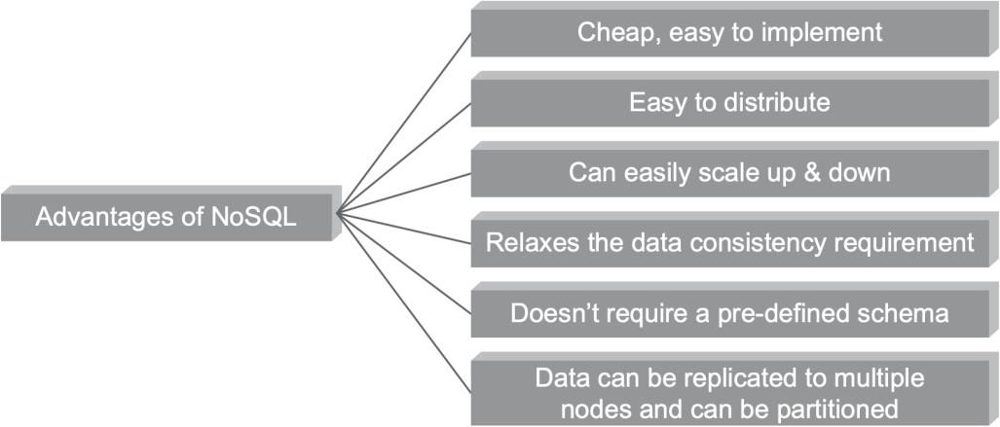 Advantages of NoSQL
Cheap, easy to implement
Easy to distribute
Can easily scale up & down
Relaxes the data consistency requirement
Doesn’t require a pre-defined schema
Data can be replicated to multiple
nodes and can be partitioned